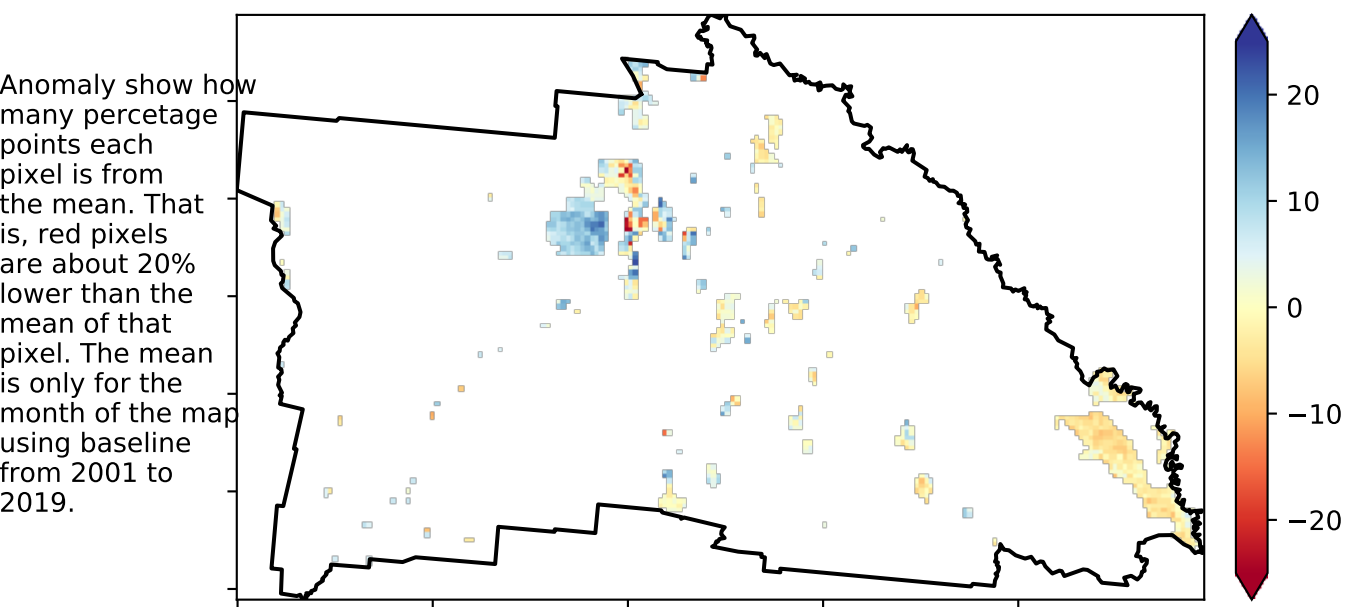 Anomaly show how
many percetage
points each
pixel is from
the mean. That
is, red pixels
are about 20%
lower than the
mean of that
pixel. The mean
is only for the
month of the map
using baseline
from 2001 to
2019.
20
10
0
−10
−20